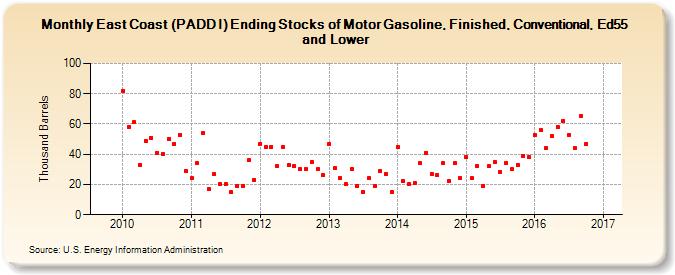 Monthly East Coast (PADD I) Ending Stocks of Motor Gasoline, Finished, Conventional, Ed55
and Lower
Thousand Barrels
100
80
60
40
20
0
2010 2011 2012 2013 2014 2015 2016 2017
Source: U.S. Energy Information Administration